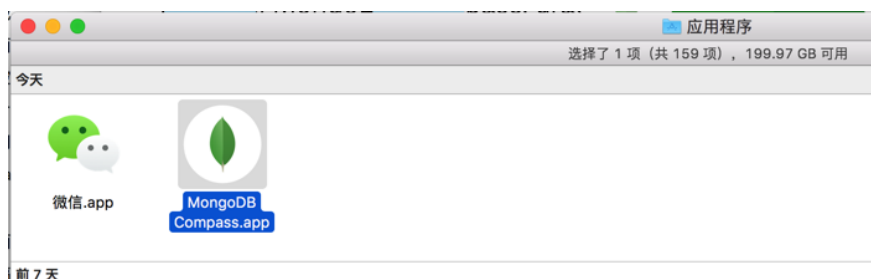 应用程序
选择了 1 项（共 159 项），199.97 GB 可用
今天
微信.app
MongoDB
Compass.app
前 7 天